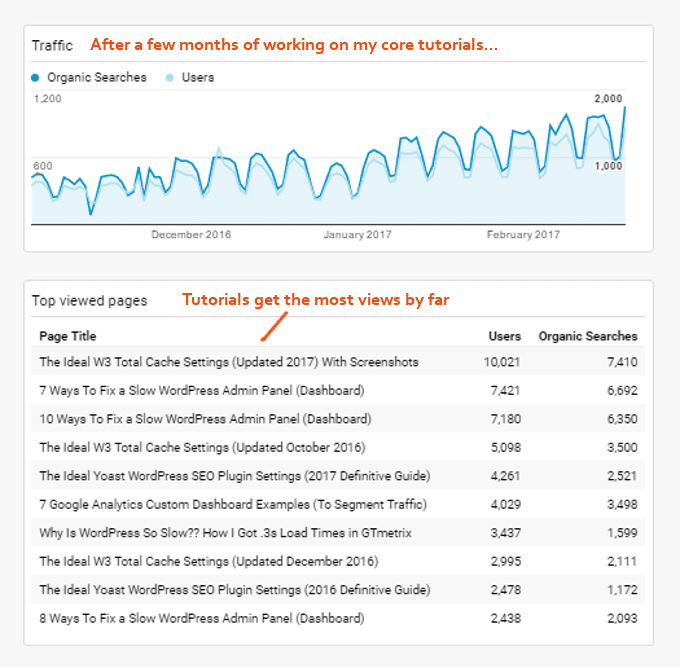 Traffic After a few months of working on my core tutorials...
Organic Searches Users
1,200 2,000
600 1,000
December 2016 January 2017 February 2017
Top viewed pages Tutorials get the most views by far
Page Title Users Organic Searches
The Ideal W3 Total Cache Settings (Updated 2017) With Screenshots 10,021 7,410
7 Ways To Fix a Slow WordPress Admin Panel (Dashboard) 7,421 6,692
10 Ways To Fix a Slow WordPress Admin Panel (Dashboard) 7,180 6,350
The Ideal W3 Total Cache Settings (Updated October 2016) 5,098 3,500
The Ideal Yoast WordPress SEO Plugin Settings (2017 Definitive Guide) 4,261 2,521
7 Google Analytics Custom Dashboard Examples (To Segment Traffic) 4,029 3,498
Why Is WordPress So Slow?? How I Got .3s Load Times in GTmetrix 3,437 1,599
The Ideal W3 Total Cache Settings (Updated December 2016) 2,995 2,111
The Ideal Yoast WordPress SEO Plugin Settings (2016 Definitive Guide) 2,478 1,172
8 Ways To Fix a Slow WordPress Admin Panel (Dashboard) 2,438 2,093